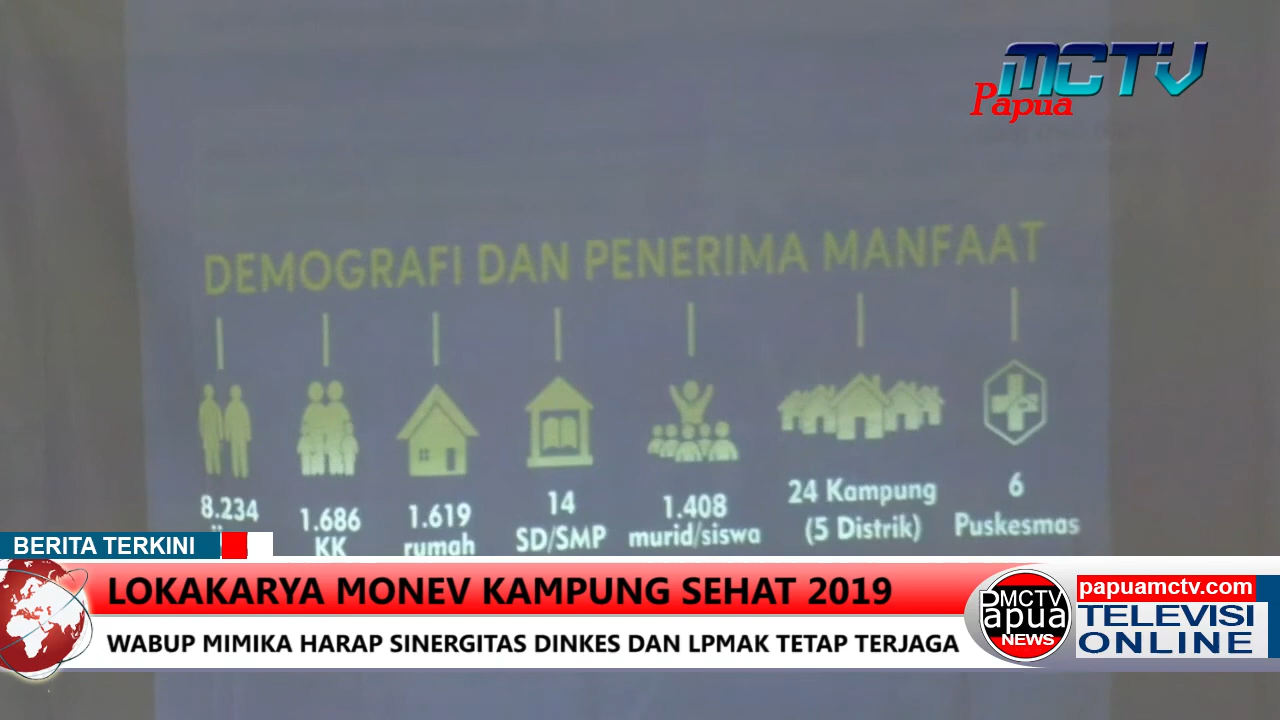 MCTV
Papua
DEMOGRAFI DAN PENERIMA MANFAAT
8.234
1.686
KK
1.619
rumah
14
SD/SMP
1.408
murid/siswa
24 Kampung
(5 Distrik)
6
Puskesmas
BERITA TERKINI
LOKAKARYA MONEV KAMPUNG SEHAT 2019
WABUP MIMIKA HARAP SINERGITAS DINKES DAN LPMAK TETAP TERJAGA
MCTV
Papua
NEWS
papuamctv.com
TELEVISI
ONLINE